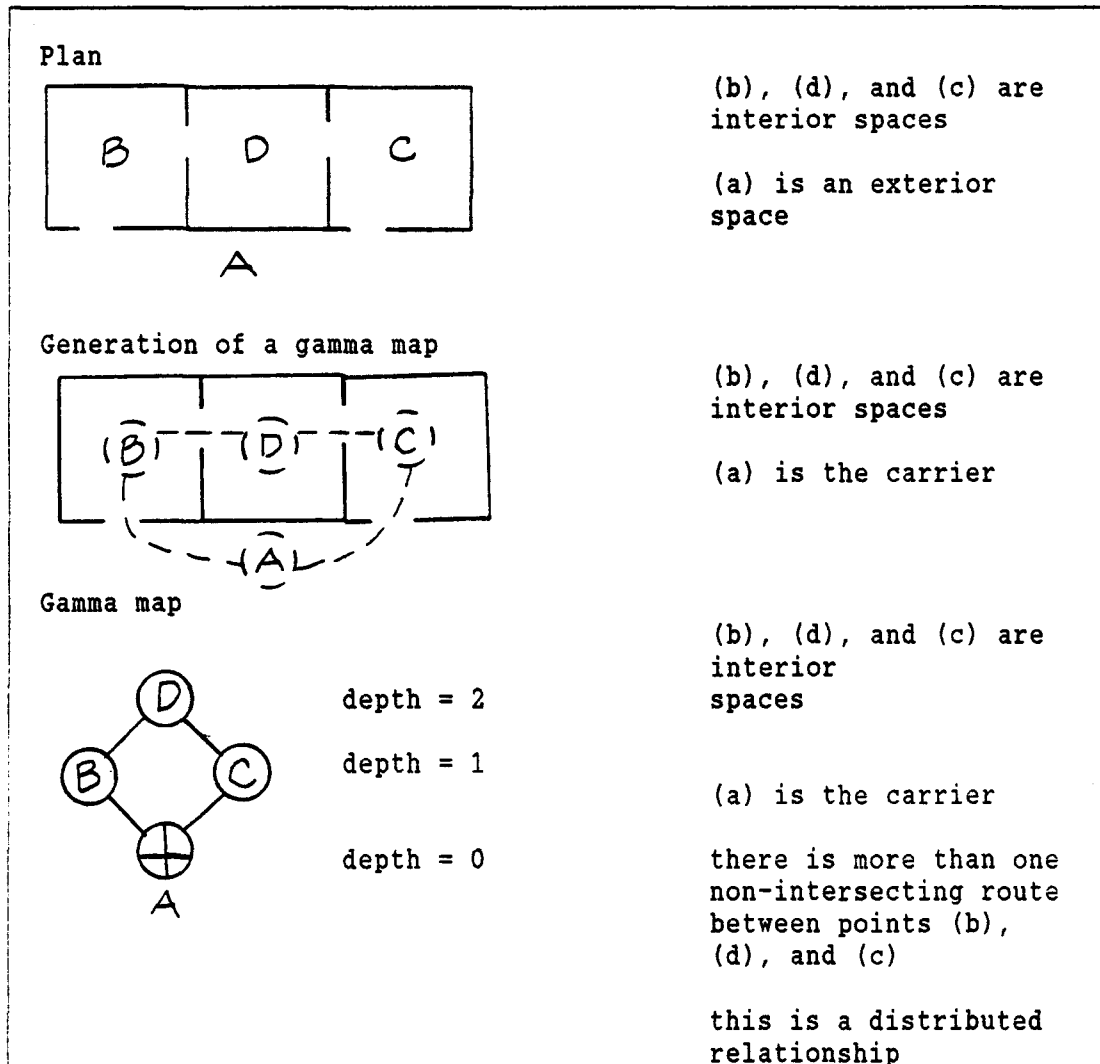 Plan
B D C
A
(b), (d), and (c) are
interior spaces
(a) is an exterior
space
Generation of a gamma map
(B) (D) (C)
(A)
(b), (d), and (c) are
interior spaces
(a) is the carrier
Gamma map
D
B C
A
depth = 2
depth = 1
depth = 0
(b), (d), and (c) are
interior
spaces
(a) is the carrier
there is more than one
non-intersecting route
between points (b),
(d), and (c)
this is a distributed
relationship